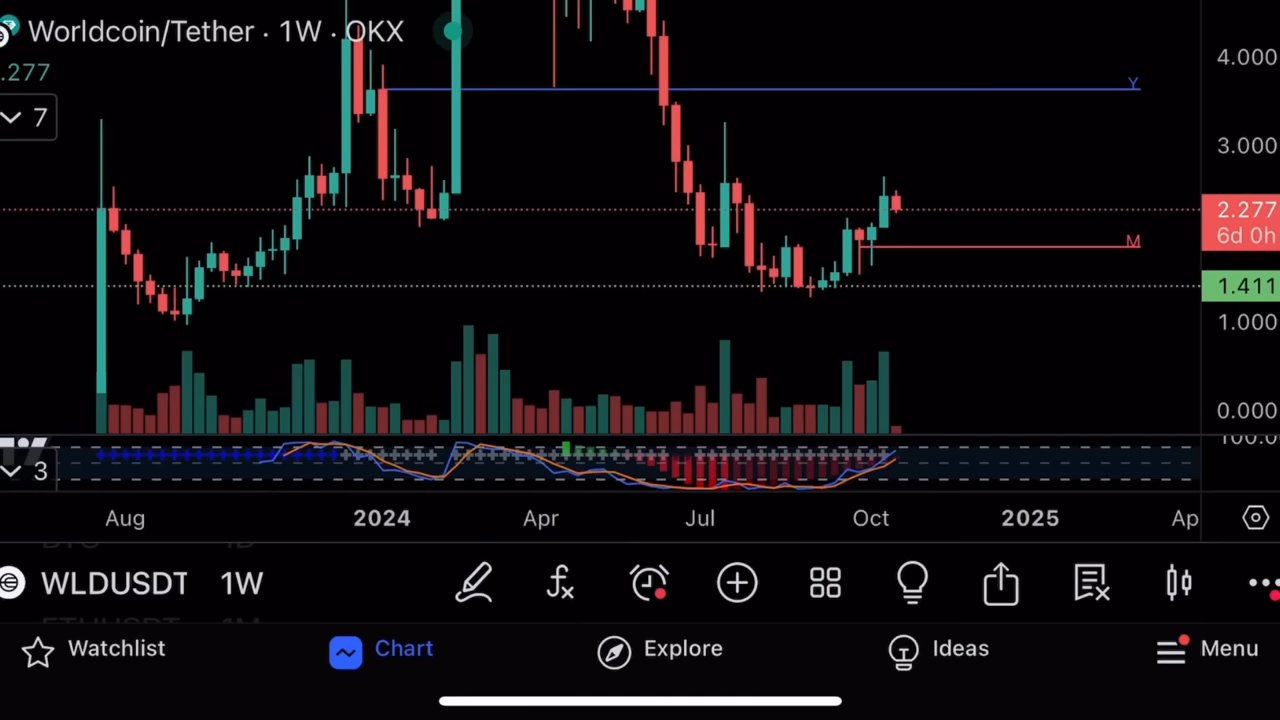 Worldcoin/Tether · 1W · OKX
4.000
.277
Y
7
3.000
2.277
6d 0h
M
1.411
1.000
0.000
100.0
3
Aug 2024 Apr Jul Oct 2025 Ap
WLDUSDT 1W
Watchlist Chart Explore Ideas Menu